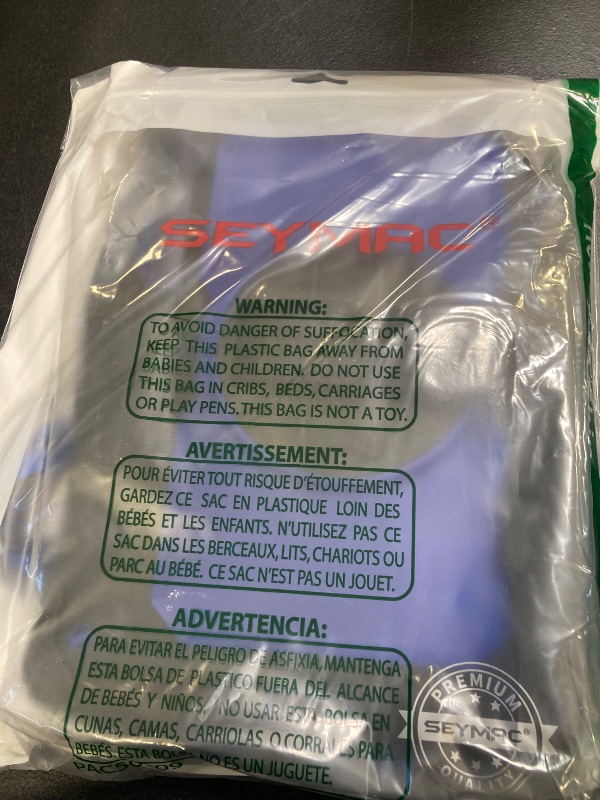 SEYMAC®
WARNING:
TO AVOID DANGER OF SUFFOCATION,
KEEP THIS PLASTIC BAG AWAY FROM
BABIES AND CHILDREN. DO NOT USE
THIS BAG IN CRIBS, BEDS, CARRIAGES
OR PLAY PENS. THIS BAG IS NOT A TOY.
AVERTISSEMENT:
POUR ÉVITER TOUT RISQUE D'ÉTOUFFEMENT,
GARDEZ CE SAC EN PLASTIQUE LOIN DES
BÉBÉS ET LES ENFANTS. N'UTILISEZ PAS CE
SAC DANS LES BERCEAUX, LITS, CHARIOTS OU
PARC AU BÉBÉ. CE SAC N'EST PAS UN JOUET.
ADVERTENCIA:
PARA EVITAR EL PELIGRO DE ASFIXIA, MANTENGA
ESTA BOLSA DE PLASTICO FUERA DEL ALCANCE
DE BEBÉS Y NIÑOS. NO USAR ESTA BOLSA EN
CUNAS, CAMAS, CARRIOLAS O CORRALES PARA
BEBÉS. ESTA BOLSA NO ES UN JUGUETE.
PREMIUM
SEYMAC®
QUALITY